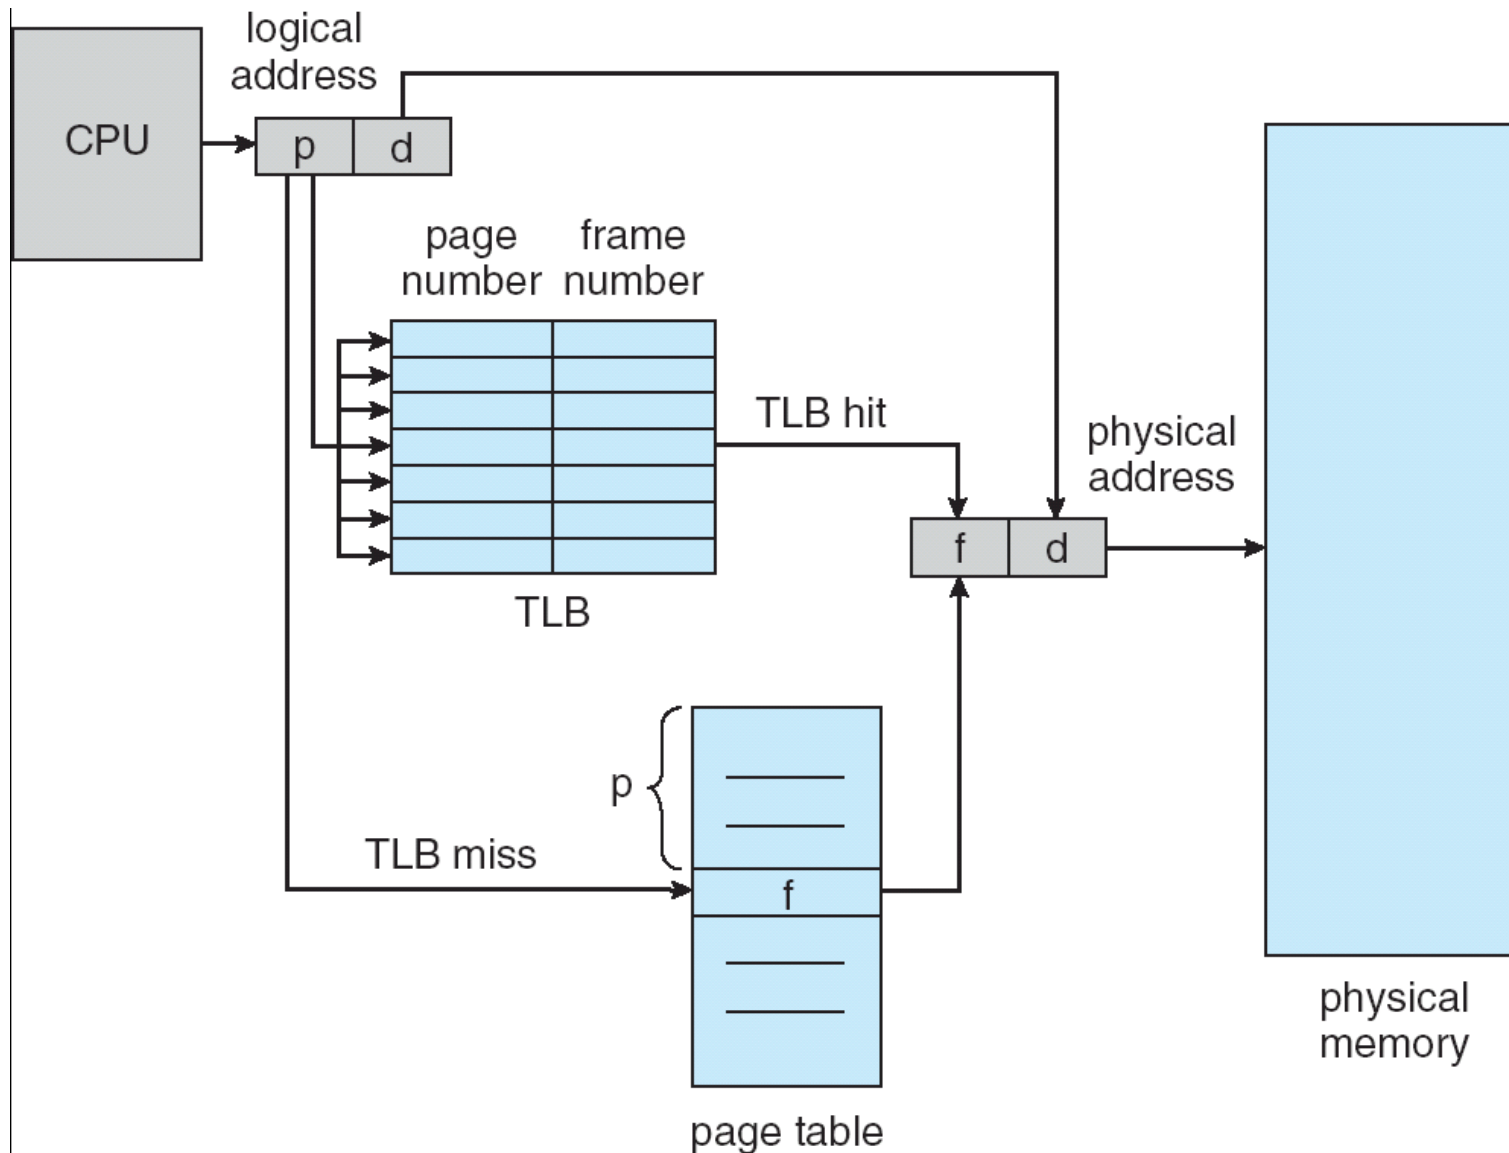 logical
address
CPU
p
d
page
number
frame
number
TLB hit
physical
address
f
d
TLB
p
TLB miss
f
physical
memory
page table